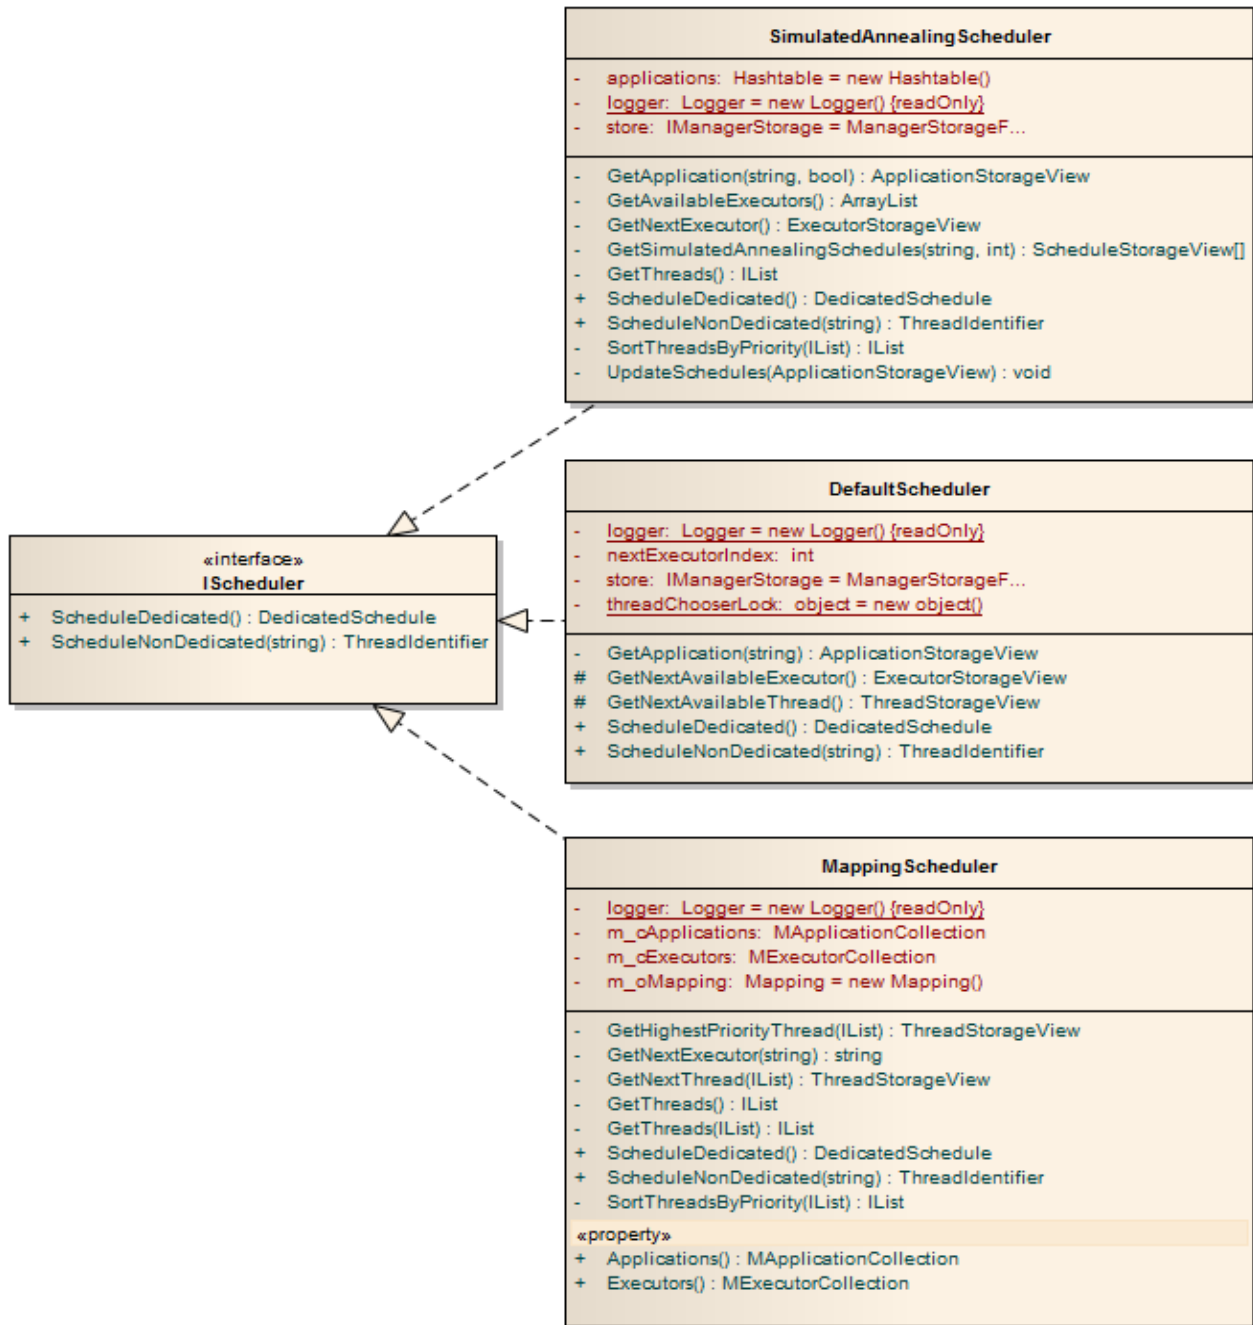 SimulatedAnnealingScheduler
- applications: Hashtable = new Hashtable()
- logger: Logger = new Logger() {readOnly}
- store: IManagerStorage = ManagerStorageF...
- GetApplication(string, bool) : ApplicationStorageView
- GetAvailableExecutors() : ArrayList
- GetNextExecutor() : ExecutorStorageView
- GetSimulatedAnnealingSchedules(string, int) : ScheduleStorageView[]
- GetThreads() : IList
+ ScheduleDedicated() : DedicatedSchedule
+ ScheduleNonDedicated(string) : ThreadIdentifier
- SortThreadsByPriority(IList) : IList
- UpdateSchedules(ApplicationStorageView) : void
«interface»
IScheduler
+ ScheduleDedicated() : DedicatedSchedule
+ ScheduleNonDedicated(string) : ThreadIdentifier
DefaultScheduler
- logger: Logger = new Logger() {readOnly}
- nextExecutorIndex: int
- store: IManagerStorage = ManagerStorageF...
- threadChooserLock: object = new object()
- GetApplication(string) : ApplicationStorageView
# GetNextAvailableExecutor() : ExecutorStorageView
# GetNextAvailableThread() : ThreadStorageView
+ ScheduleDedicated() : DedicatedSchedule
+ ScheduleNonDedicated(string) : ThreadIdentifier
MappingScheduler
- logger: Logger = new Logger() {readOnly}
- m_cApplications: MApplicationCollection
- m_cExecutors: MExecutorCollection
- m_oMapping: Mapping = new Mapping()
- GetHighestPriorityThread(IList) : ThreadStorageView
- GetNextExecutor(string) : string
- GetNextThread(IList) : ThreadStorageView
- GetThreads() : IList
- GetThreads(IList) : IList
+ ScheduleDedicated() : DedicatedSchedule
+ ScheduleNonDedicated(string) : ThreadIdentifier
- SortThreadsByPriority(IList) : IList
«property»
+ Applications() : MApplicationCollection
+ Executors() : MExecutorCollection